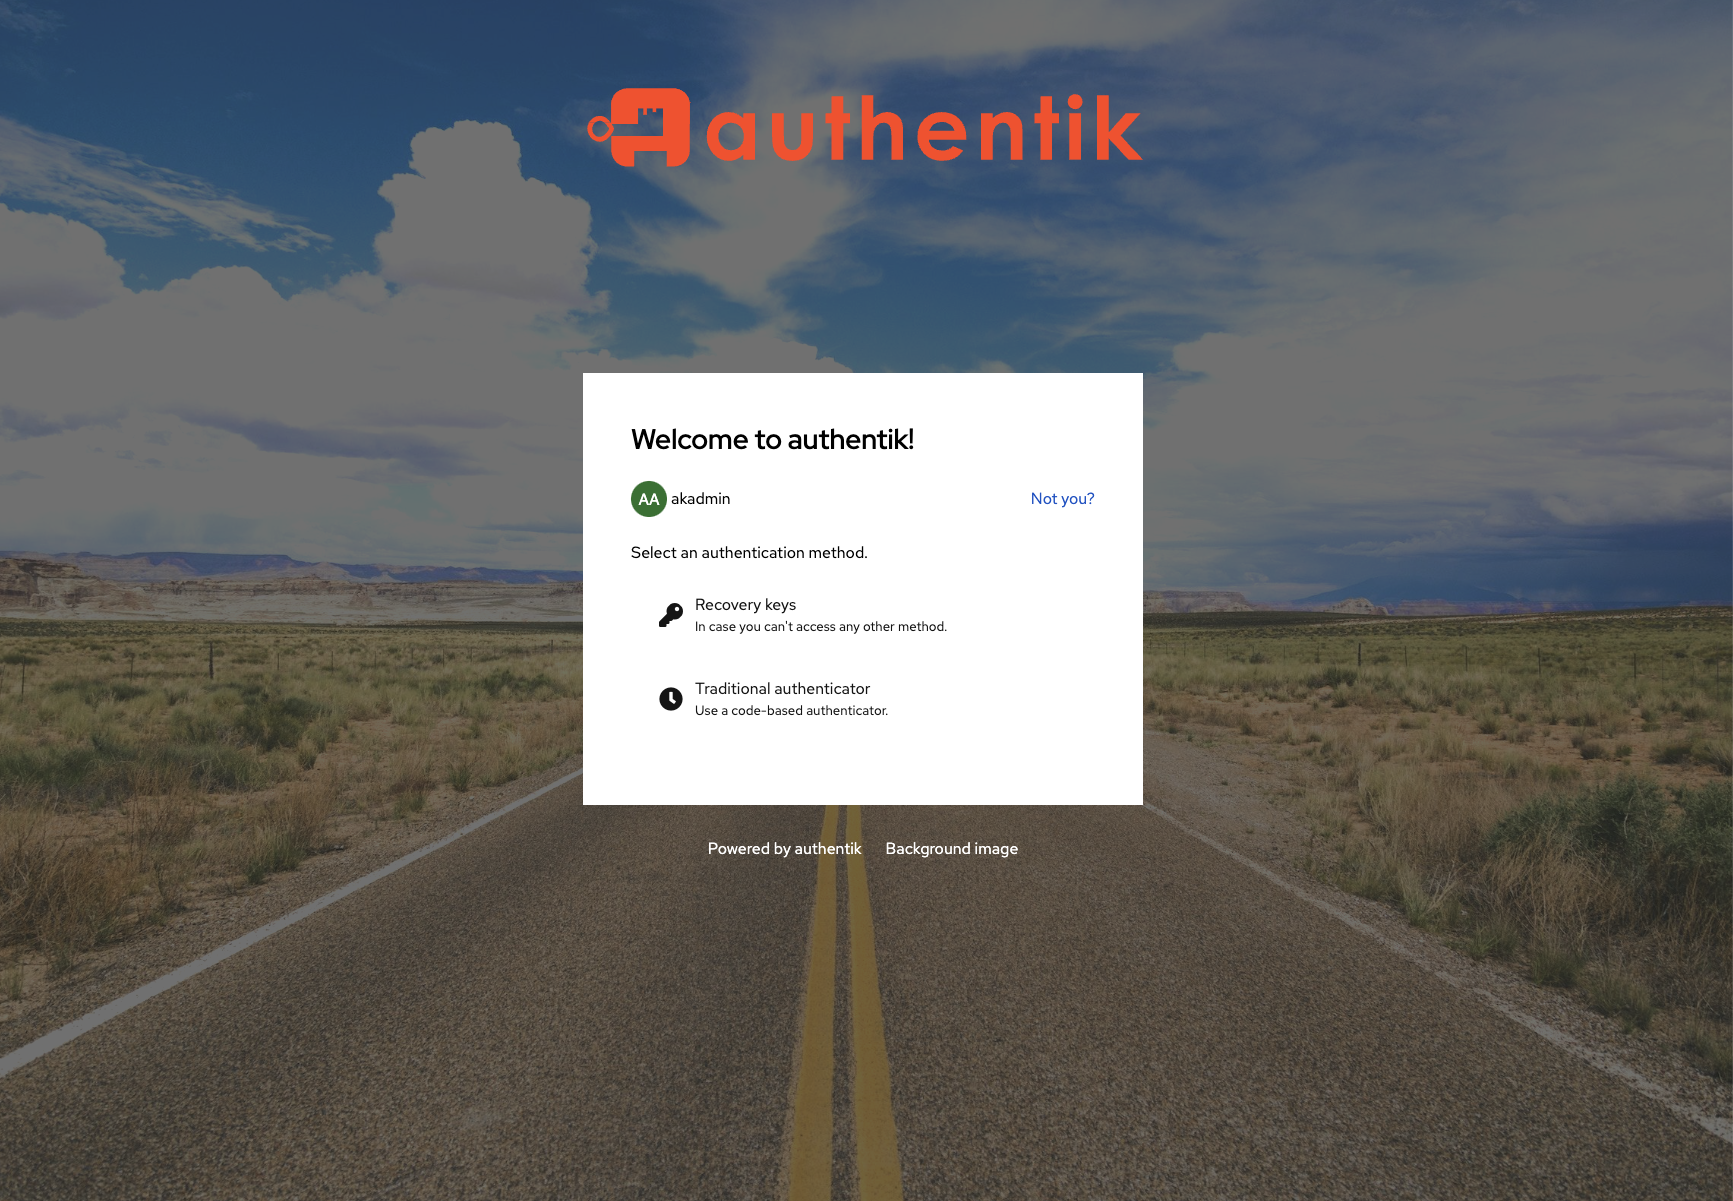 authentik
Welcome to authentik!
AA akadmin Not you?
Select an authentication method.
Recovery keys
In case you can't access any other method.
Traditional authenticator
Use a code-based authenticator.
Powered by authentik Background image